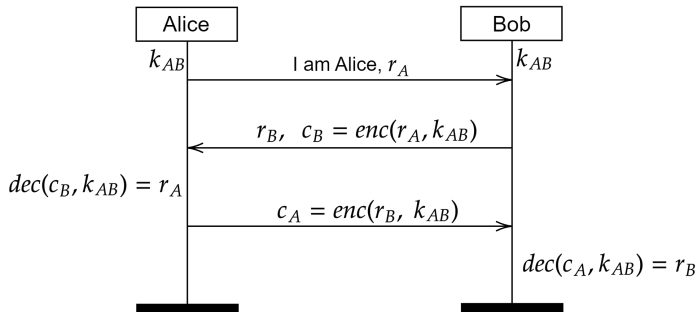 Alice Bob
k_AB k_AB
I am Alice, r_A
r_B, c_B = enc(r_A, k_AB)
dec(c_B, k_AB) = r_A
c_A = enc(r_B, k_AB)
dec(c_A, k_AB) = r_B